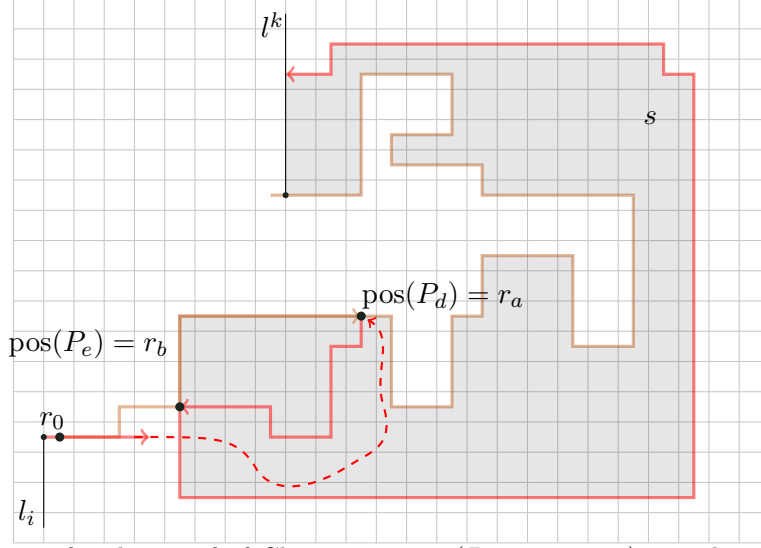 l^k
s
pos(P_d) = r_a
pos(P_e) = r_b
r_0
l_i